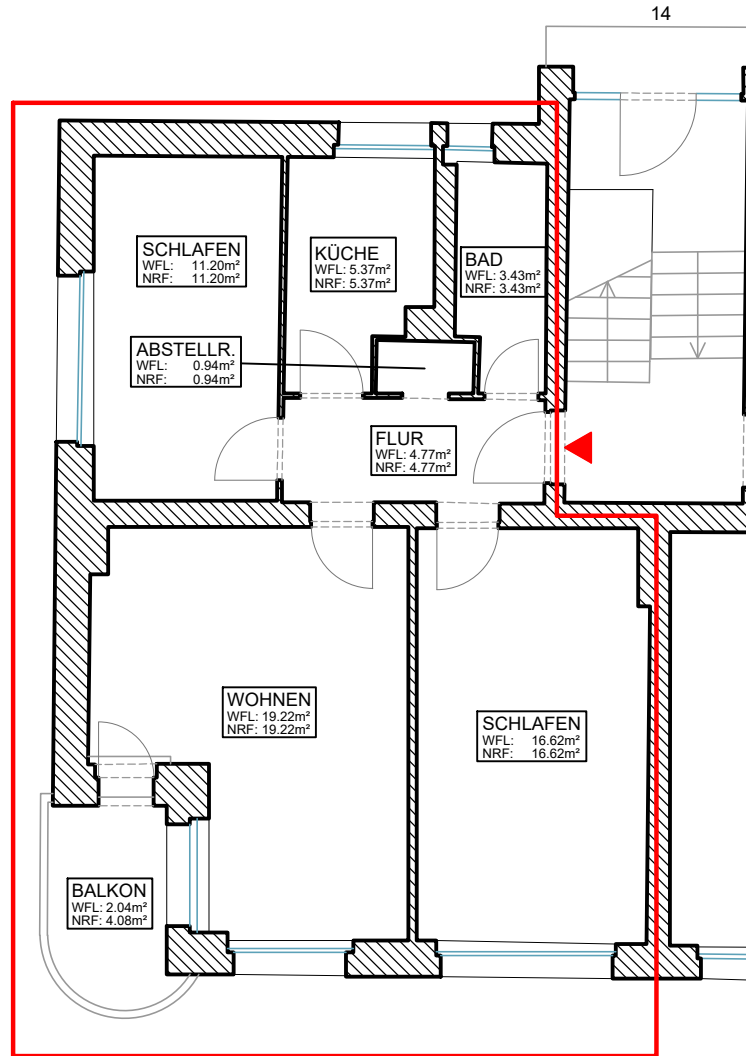 14
SCHLAFEN
WFL: 11.20m²
NRF: 11.20m²
KÜCHE
WFL: 5.37m²
NRF: 5.37m²
BAD
WFL: 3.43m²
NRF: 3.43m²
ABSTELLR.
WFL: 0.94m²
NRF: 0.94m²
FLUR
WFL: 4.77m²
NRF: 4.77m²
WOHNEN
WFL: 19.22m²
NRF: 19.22m²
SCHLAFEN
WFL: 16.62m²
NRF: 16.62m²
BALKON
WFL: 2.04m²
NRF: 4.08m²